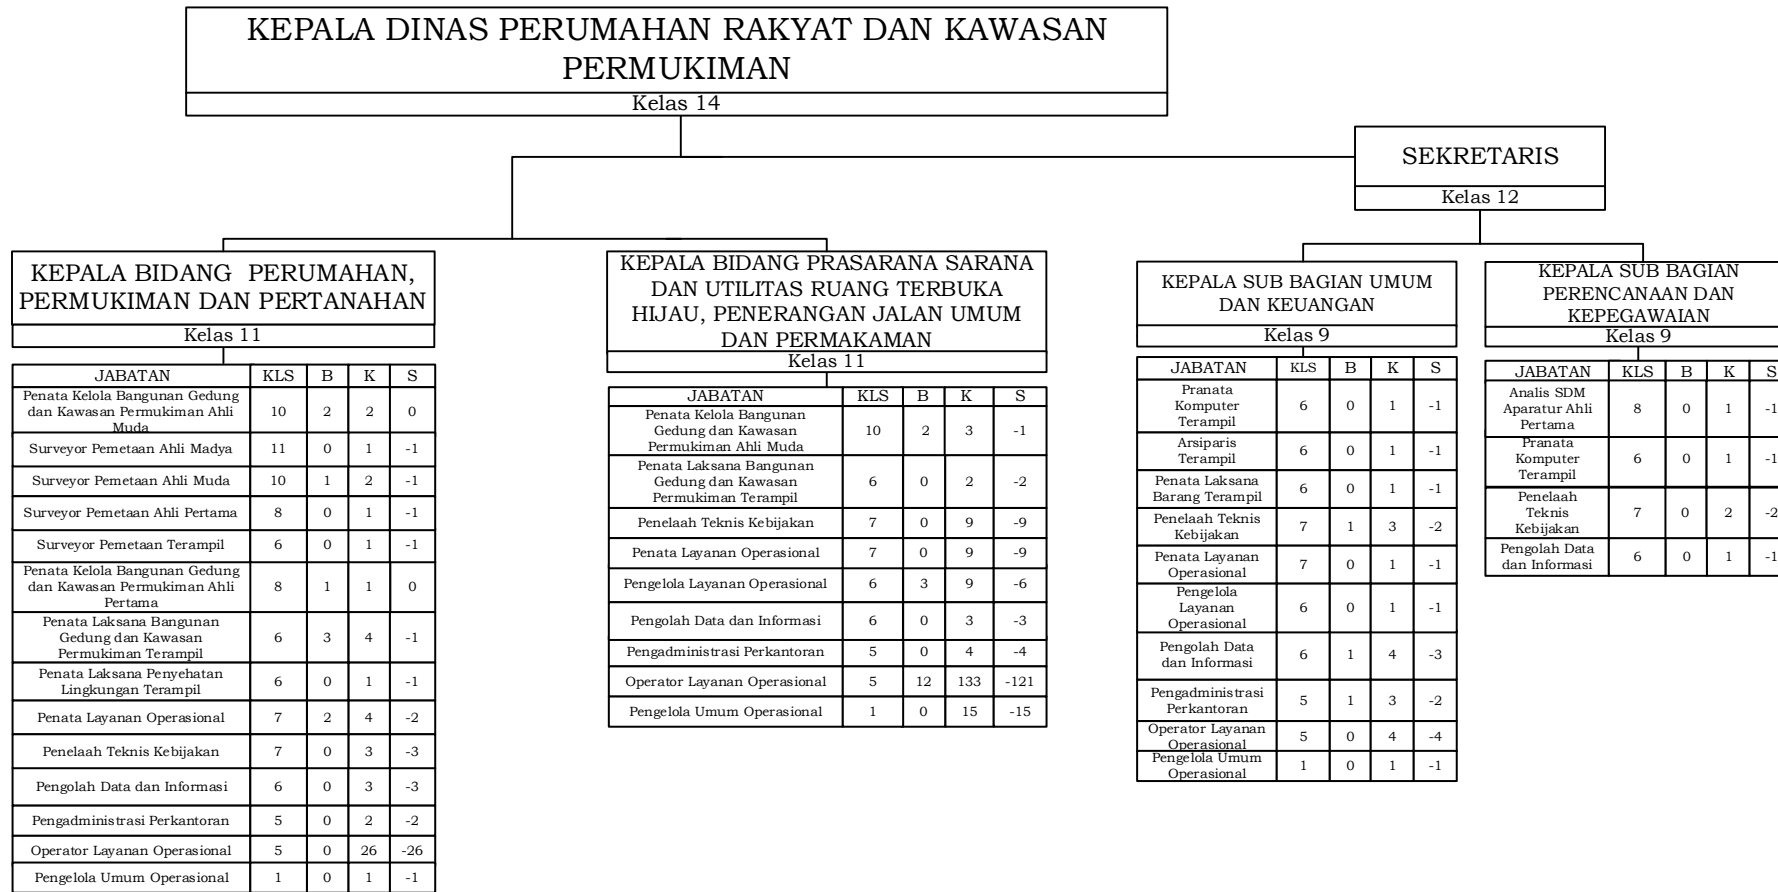 KEPALA DINAS PERUMAHAN RAKYAT DAN KAWASAN
PERMUKIMAN
Kelas 14
SEKRETARIS
Kelas 12
KEPALA BIDANG PERUMAHAN,
PERMUKIMAN DAN PERTANAHAN
Kelas 11
JABATAN KLS B K S
Penata Kelola Bangunan Gedung
dan Kawasan Permukiman Ahli
Muda
10 2 2 0
Surveyor Pemetaan Ahli Madya 11 0 1 -1
Surveyor Pemetaan Ahli Muda 10 1 2 -1
Surveyor Pemetaan Ahli Pertama 8 0 1 -1
Surveyor Pemetaan Terampil 6 0 1 -1
Penata Kelola Bangunan Gedung
dan Kawasan Permukiman Ahli
Pertama
8 1 1 0
Penata Laksana Bangunan
Gedung dan Kawasan
Permukiman Terampil
6 3 4 -1
Penata Laksana Penyehatan
Lingkungan Terampil
6 0 1 -1
Penata Layanan Operasional 7 2 4 -2
Penelaah Teknis Kebijakan 7 0 3 -3
Pengolah Data dan Informasi 6 0 3 -3
Pengadministrasi Perkantoran 5 0 2 -2
Operator Layanan Operasional 5 0 26 -26
Pengelola Umum Operasional 1 0 1 -1
KEPALA BIDANG PRASARANA SARANA
DAN UTILITAS RUANG TERBUKA
HIJAU, PENERANGAN JALAN UMUM
DAN PERMAKAMAN
Kelas 11
JABATAN KLS B K S
Penata Kelola Bangunan
Gedung dan Kawasan
Permukiman Ahli Muda
10 2 3 -1
Penata Laksana Bangunan
Gedung dan Kawasan
Permukiman Terampil
6 0 2 -2
Penelaah Teknis Kebijakan 7 0 9 -9
Penata Layanan Operasional 7 0 9 -9
Pengelola Layanan Operasional 6 3 9 -6
Pengolah Data dan Informasi 6 0 3 -3
Pengadministrasi Perkantoran 5 0 4 -4
Operator Layanan Operasional 5 12 133 -121
Pengelola Umum Operasional 1 0 15 -15
KEPALA SUB BAGIAN UMUM
DAN KEUANGAN
Kelas 9
JABATAN KLS B K S
Pranata
Komputer
Terampil
6 0 1 -1
Arsiparis
Terampil
6 0 1 -1
Penata Laksana
Barang Terampil
6 0 1 -1
Penelaah Teknis
Kebijakan
7 1 3 -2
Penata Layanan
Operasional
7 0 1 -1
Pengelola
Layanan
Operasional
6 0 1 -1
Pengolah Data
dan Informasi
6 1 4 -3
Pengadministrasi
Perkantoran
5 1 3 -2
Operator Layanan
Operasional
5 0 4 -4
Pengelola Umum
Operasional
1 0 1 -1
KEPALA SUB BAGIAN
PERENCANAAN DAN
KEPEGAWAIAN
Kelas 9
JABATAN KLS B K S
Analis SDM
Aparatur Ahli
Pertama
8 0 1 -1
Pranata
Komputer
Terampil
6 0 1 -1
Penelaah
Teknis
Kebijakan
7 0 2 -2
Pengolah Data
dan Informasi
6 0 1 -1